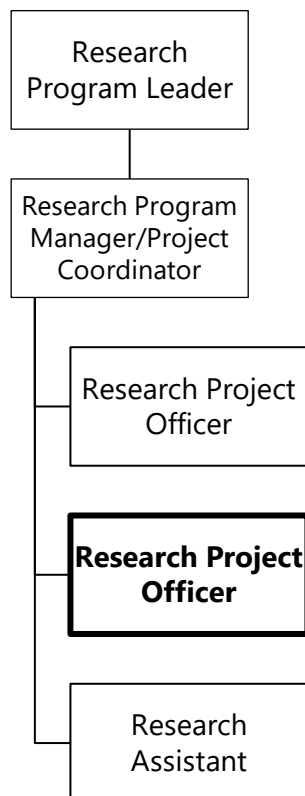 Research
Program Leader
Research Program
Manager/Project
Coordinator
Research Project
Officer
Research Project
Officer
Research
Assistant